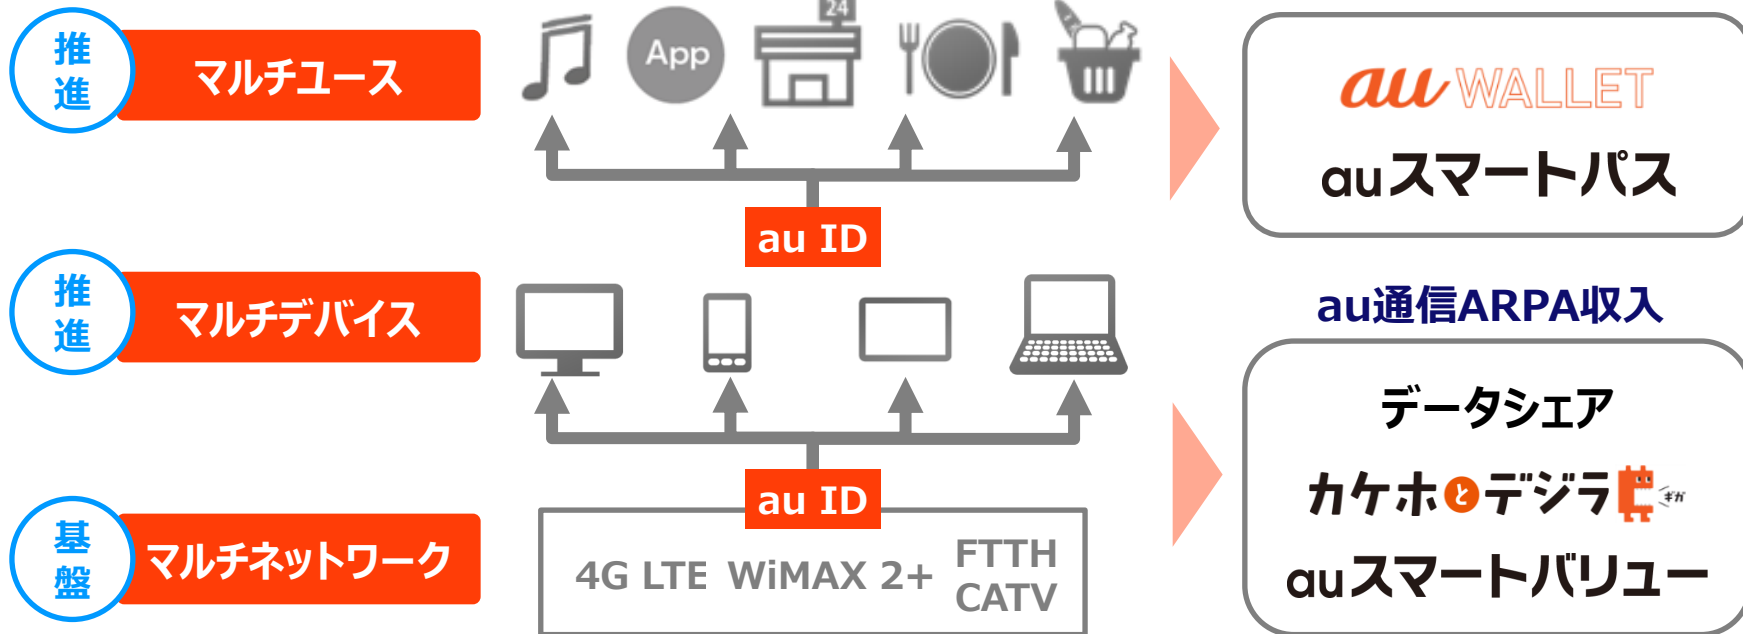 推進
マルチユース
App
24
au WALLET
auスマートパス
au ID
推進
マルチデバイス
au通信ARPA収入
データシェア
カケホとデジラ
ギガ
auスマートバリュー
au ID
基盤
マルチネットワーク
4G LTE WiMAX 2+ FTTH
CATV